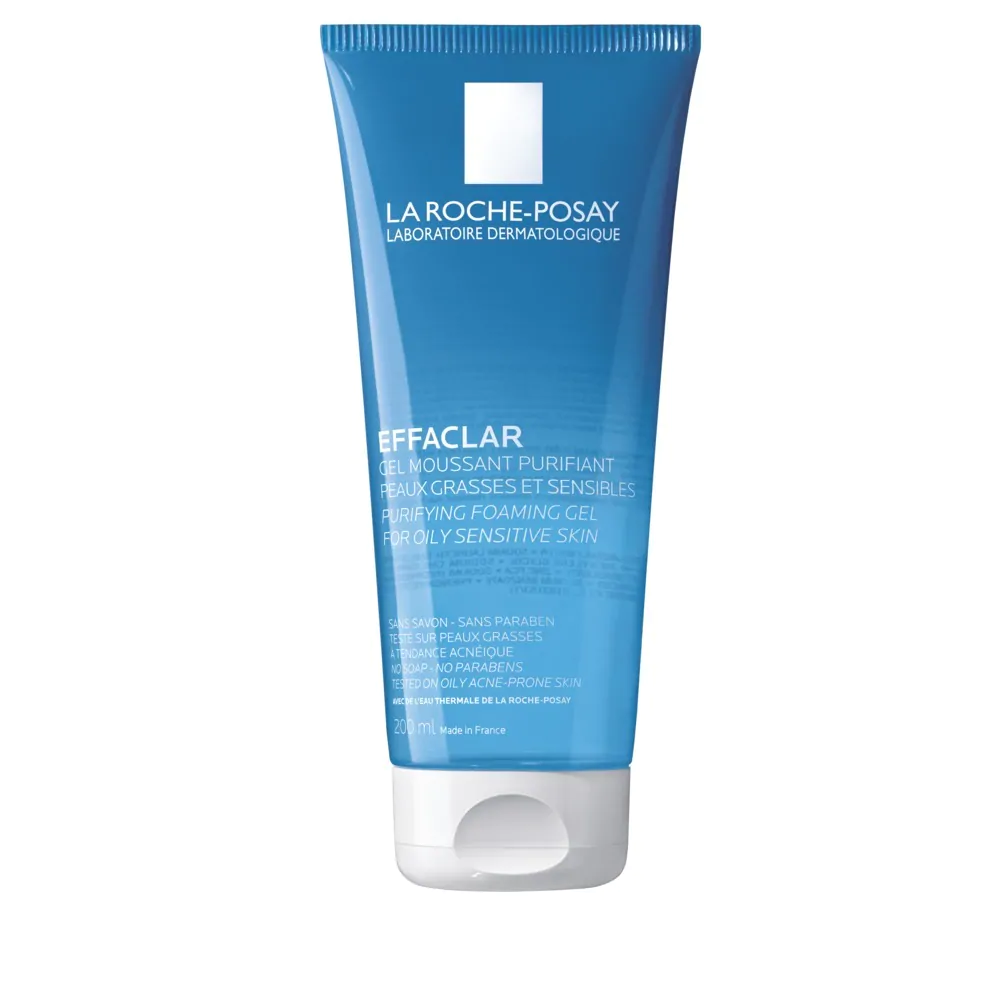 LA ROCHE-POSAY
LABORATOIRE DERMATOLOGIQUE
EFFACLAR
GEL MOUSSANT PURIFIANT
PEAUX GRASSES ET SENSIBLES
PURIFYING FOAMING GEL
FOR OILY SENSITIVE SKIN
SANS SAVON - SANS PARABEN
TESTE SUR PEAUX GRASSES
A TENDANCE ACNÉIQUE
NO SOAP - NO PARABENS
TESTED ON OILY ACNE-PRONE SKIN
AVEC DE L'EAU THERMALE DE LA ROCHE-POSAY
200 ml Made in France